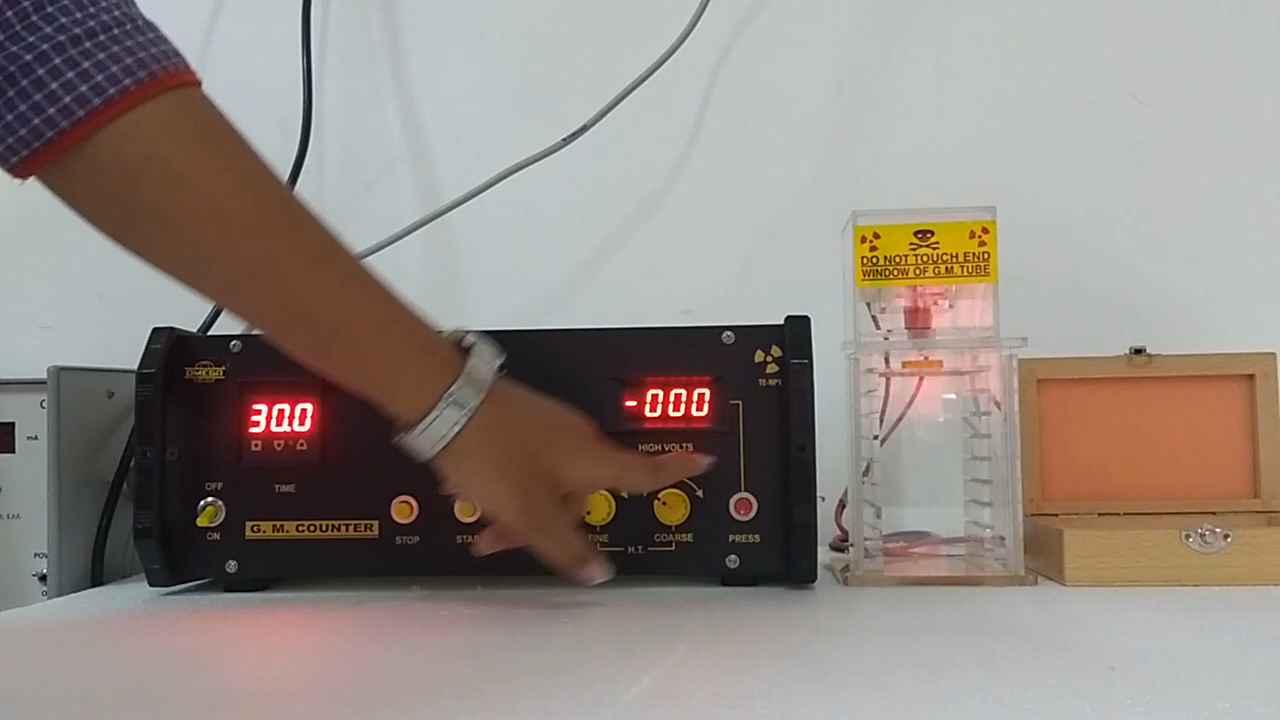 DO NOT TOUCH END
WINDOW OF G.M. TUBE
OMEGA
TE-NP1
30.0
-000
HIGH VOLTS
TIME
OFF
ON
G. M. COUNTER
STOP
FINE
COARSE
H.T.
PRESS
mA